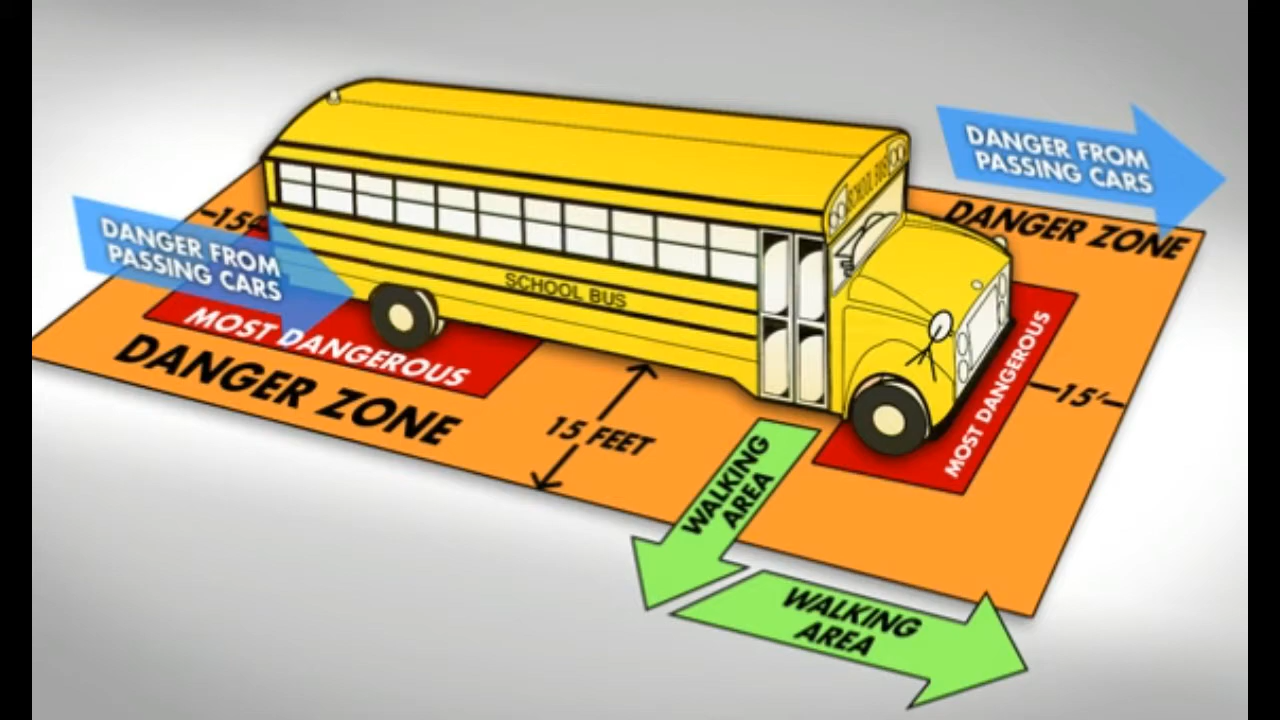 DANGER FROM
PASSING CARS
DANGER ZONE
SCHOOL BUS
-15'
DANGER FROM
PASSING CARS
SCHOOL BUS
MOST DANGEROUS
DANGER ZONE
15 FEET
MOST DANGEROUS
-15'-
WALKING
AREA
WALKING
AREA